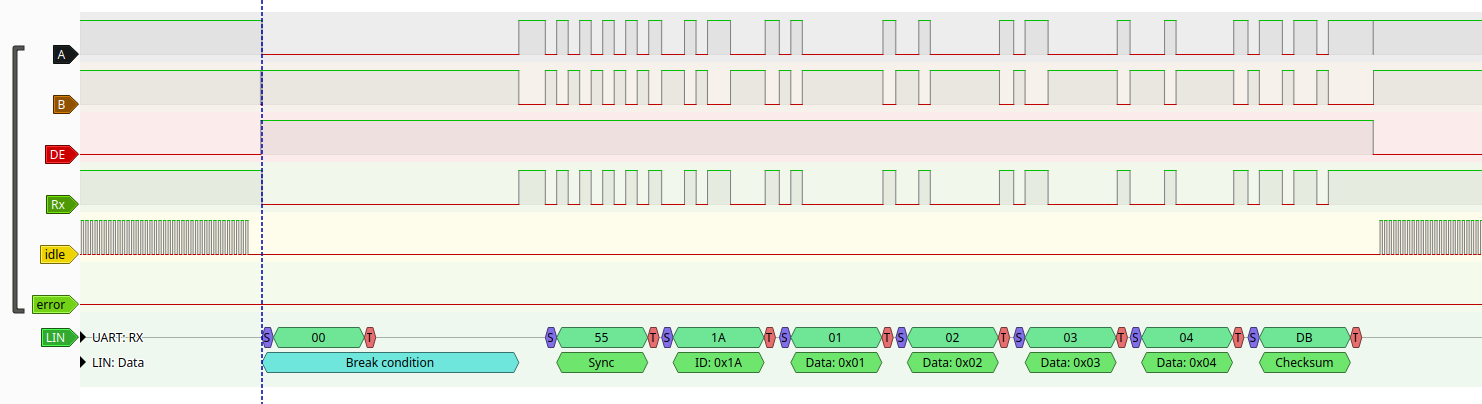 A
B
DE
Rx
idle
error
LIN UART: RX S 00 T S 55 T S 1A T S 01 T S 02 T S 03 T S 04 T S DB T
LIN: Data Break condition Sync ID: 0x1A Data: 0x01 Data: 0x02 Data: 0x03 Data: 0x04 Checksum